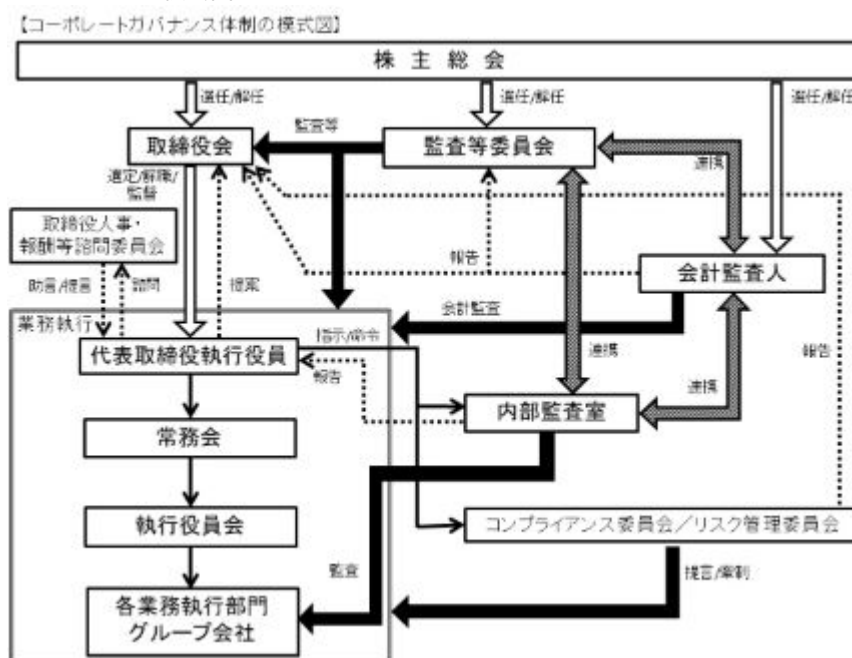 【コーポレートガバナンス体制の模式図】
株主総会
選任/解任
選任/解任
選任/解任
監査等
取締役会
監査等委員会
連携
選定/解職/
監督
取締役人事・
報酬等諮問委員会
報告
会計監査人
助言/提言
諮問
提案
業務執行
会計監査
指示/命令
代表取締役執行役員
報告
連携
連携
報告
内部監査室
常務会
執行役員会
コンプライアンス委員会/リスク管理委員会
監査
提言/牽制
各業務執行部門
グループ会社